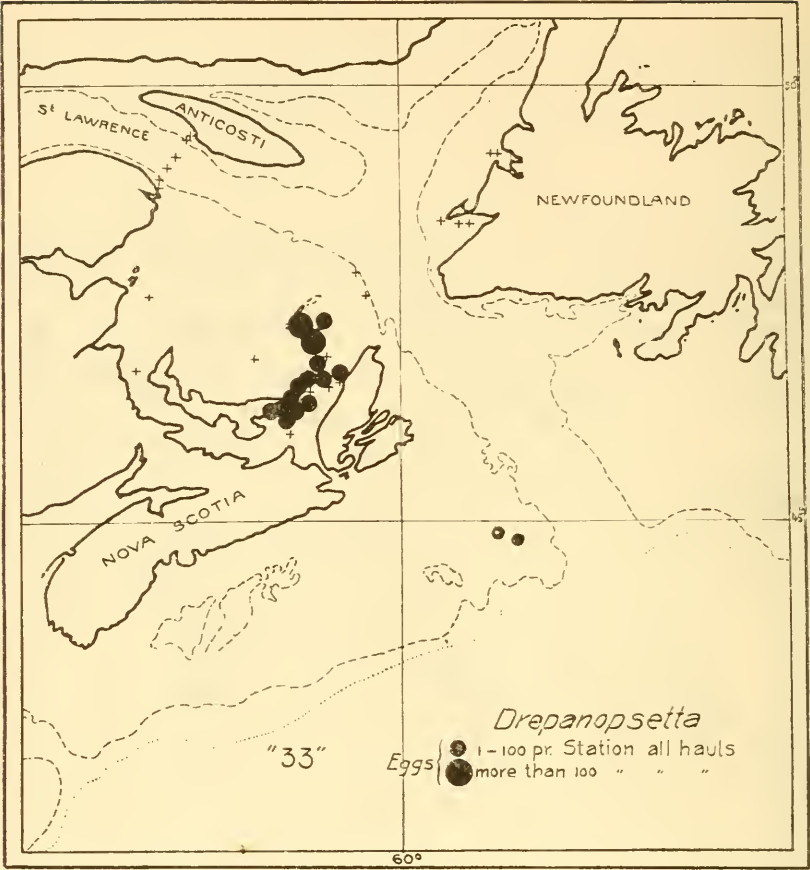 50°
St LAWRENCE
ANTICOSTI
NEWFOUNDLAND
NOVA SCOTIA
Drepanopsetta
Eggs { 1-100 pr. Station all hauls
more than 100 " " "
"33"
60°